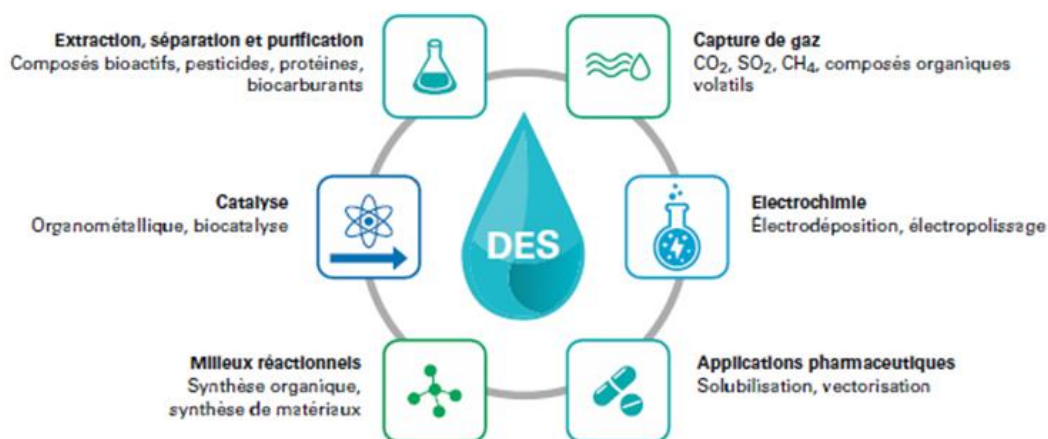 Extraction, séparation et purification
Composés bioactifs, pesticides, protéines,
biocarburants
Capture de gaz
CO₂, SO₂, CH₄, composés organiques
volatils
Catalyse
Organométallique, biocatalyse
DES
Electrochimie
Électrodéposition, électropolissage
Milieux réactionnels
Synthèse organique,
synthèse de matériaux
Applications pharmaceutiques
Solubilisation, vectorisation